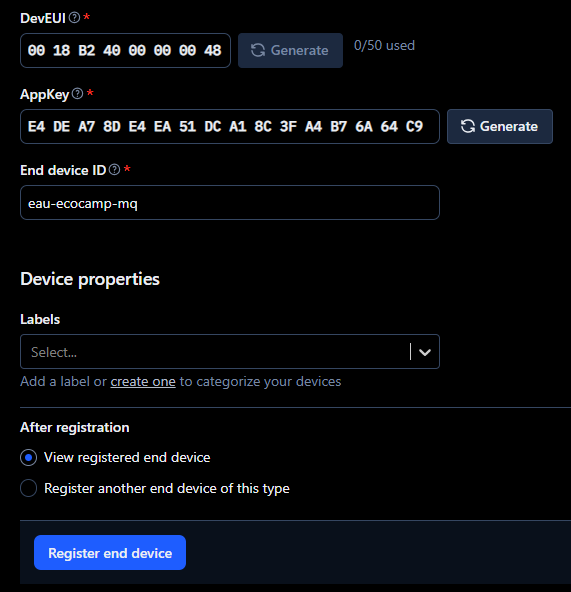 DevEUI *
00 18 B2 40 00 00 00 48 Generate 0/50 used
AppKey *
E4 DE A7 8D E4 EA 51 DC A1 8C 3F A4 B7 6A 64 C9 Generate
End device ID *
eau-ecocamp-mq
Device properties
Labels
Select...
Add a label or create one to categorize your devices
After registration
View registered end device
Register another end device of this type
Register end device